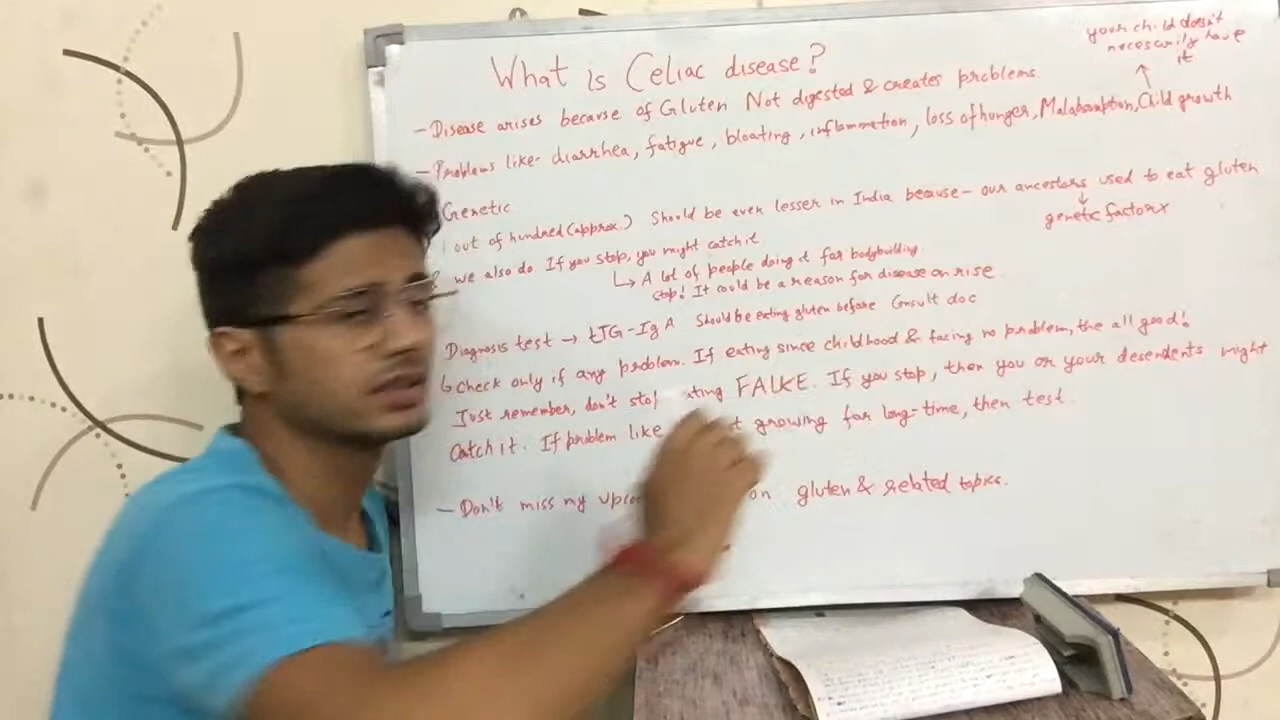 your child doesn't
necessarily have
it
What is Celiac disease?
- Disease arises because of Gluten Not digested & creates problems.
- Problems like- diarrhea, fatigue, bloating, inflammation, loss of hunger, Malabsorption, Child growth
Genetic
1 out of hundred (approx.) Should be even lesser in India because - our ancestors used to eat gluten
genetic factor x
we also do. If you stop, you might catch it
↳ A lot of people doing it for bodybuilding.
stop! It could be a reason for disease on rise
Diagnosis test → tTG-IgA Should be eating gluten before Consult doc
↳ check only if any problem. If eating since childhood & facing no problem, the all good!
Just remember, don't stop eating FALKE. If you stop, then you or your desendents might
Catch it. If problem like growing for long-time, then test.
- Don't miss my on gluten & related topics.